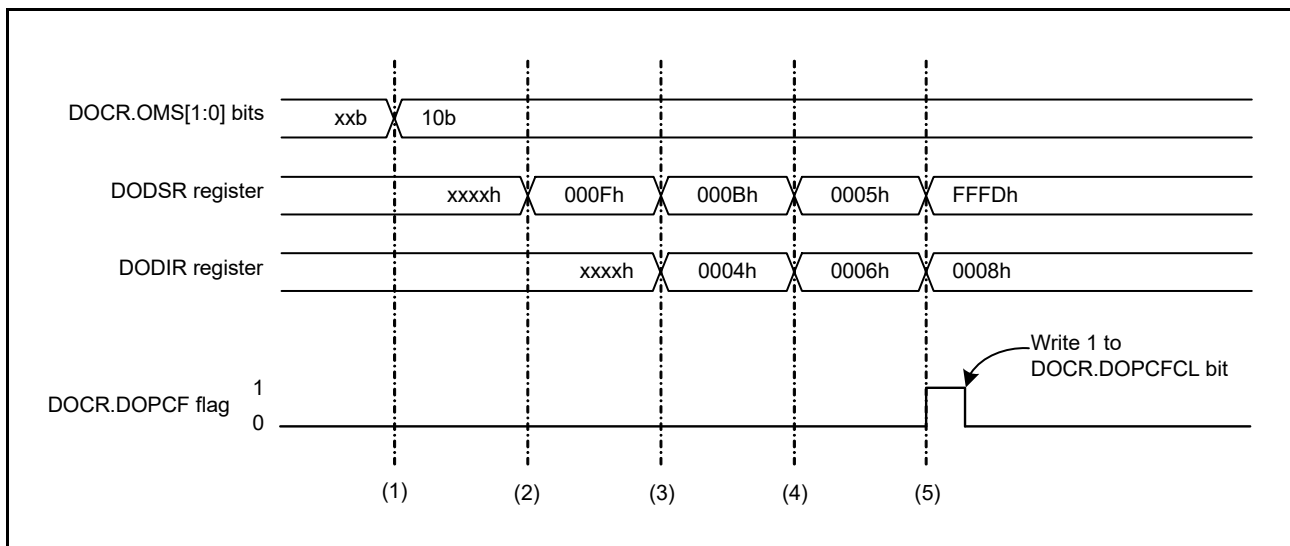 DOCR.OMS[1:0] bits xxb 10b
DODSR register xxxxh 000Fh 000Bh 0005h FFFDh
DODIR register xxxxh 0004h 0006h 0008h
Write 1 to
DOCR.DOPCFCL bit
1
DOCR.DOPCF flag
0
(1) (2) (3) (4) (5)